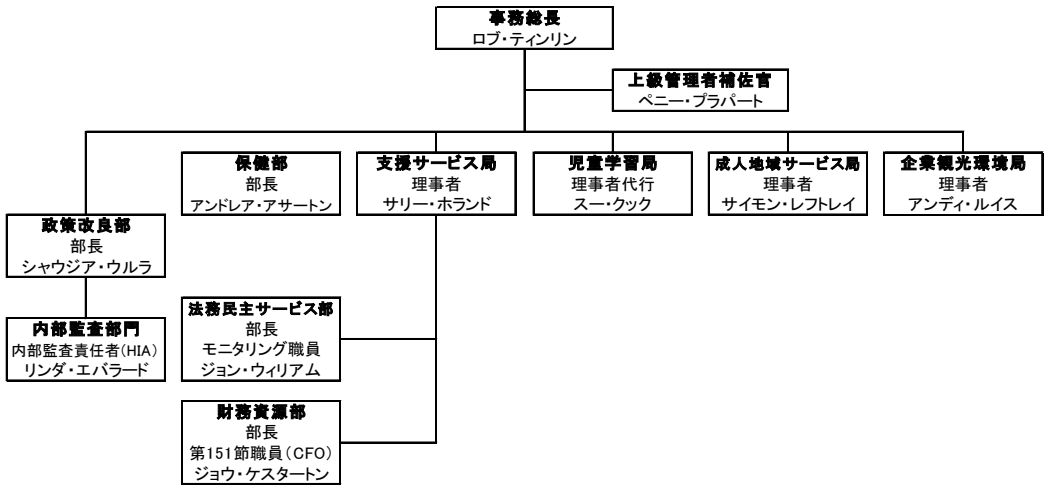 事務総長
ロブ・ティンリン
上級管理者補佐官
ペニー・プラパート
保健部
部長
アンドレア・アサートン
支援サービス局
理事者
サリー・ホランド
児童学習局
理事者代行
スー・クック
成人地域サービス局
理事者
サイモン・レフトレイ
企業観光環境局
理事者
アンディ・ルイス
政策改良部
部長
シャウジア・ウルラ
内部監査部門
内部監査責任者(HIA)
リンダ・エバラード
法務民主サービス部
部長
モニタリング職員
ジョン・ウィリアム
財務資源部
部長
第151節職員(CFO)
ジョウ・ケスタートン